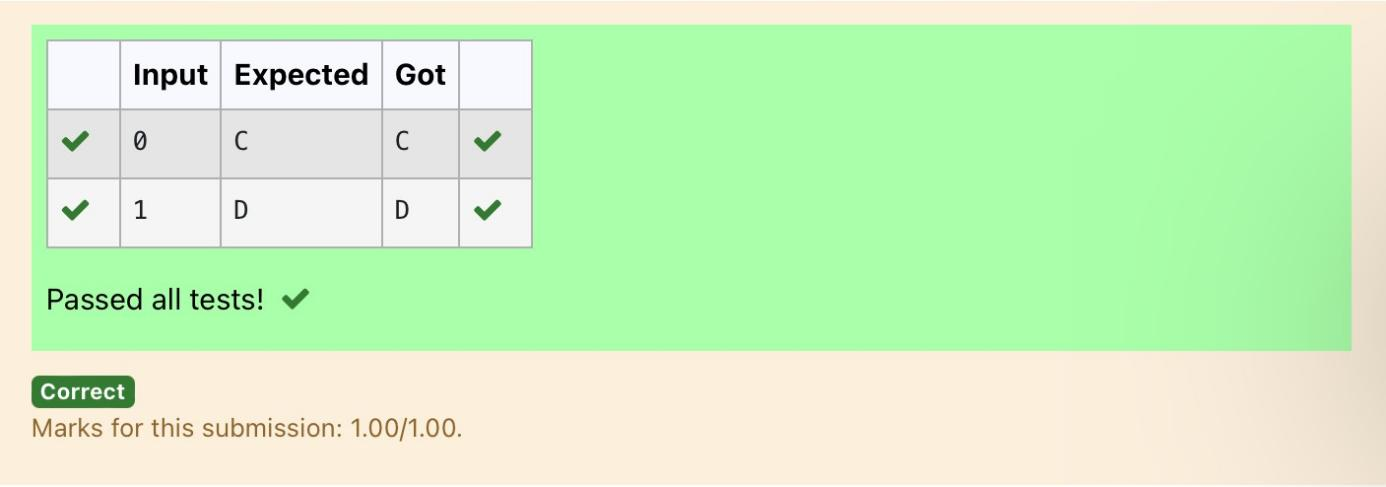 Input Expected Got
✔ 0 C C ✔
✔ 1 D D ✔
Passed all tests! ✔
Correct
Marks for this submission: 1.00/1.00.